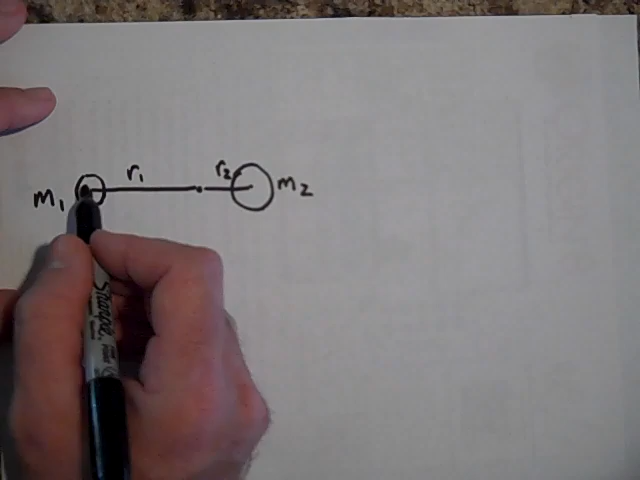 r₁ r₂
m₁ m₂
Sharpie